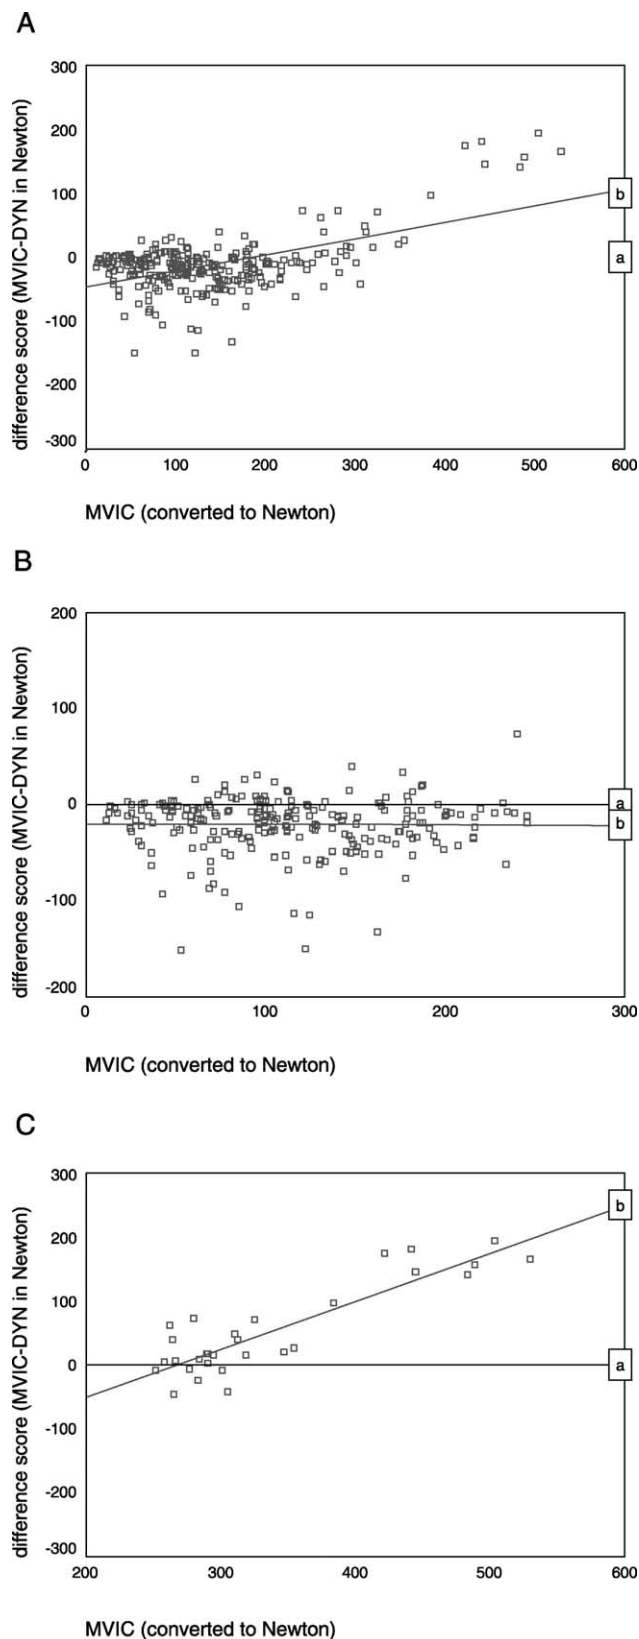 A
300
200
100
0
-100
-200
-300
difference score (MVIC-DYN in Newton)
b
a
0 100 200 300 400 500 600
MVIC (converted to Newton)
B
200
100
0
-100
-200
difference score (MVIC-DYN in Newton)
a
b
0 100 200 300
MVIC (converted to Newton)
C
300
200
100
0
-100
-200
-300
difference score (MVIC-DYN in Newton)
b
a
200 300 400 500 600
MVIC (converted to Newton)